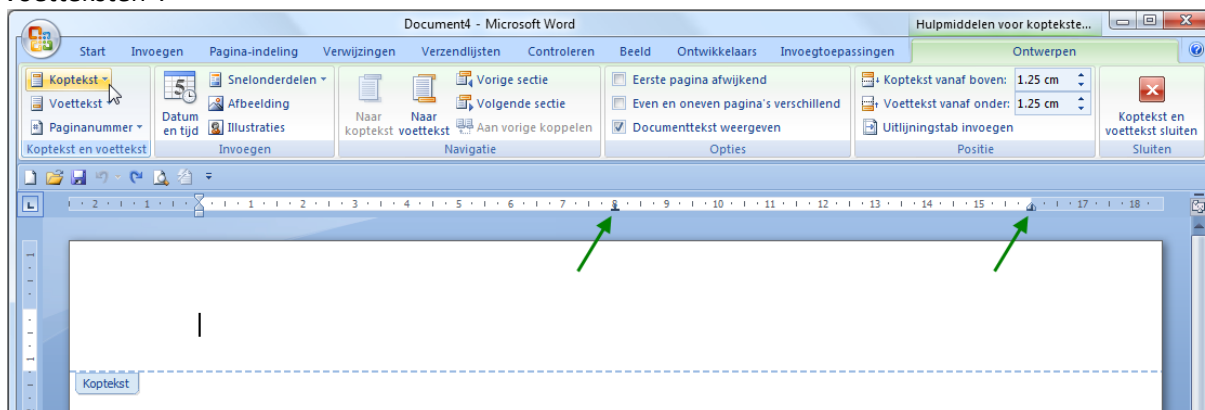 voetteksten
Document4 - Microsoft Word
Hulpmiddelen voor koptekste...
Start Invoegen Pagina-indeling Verwijzingen Verzendlijsten Controleren Beeld Ontwikkelaars Invoegtoepassingen Ontwerpen
Koptekst
Voettekst
Paginanummer
Koptekst en voettekst
5
Datum
en tijd
Snelonderdelen
Afbeelding
Illustraties
Invoegen
Naar
koptekst
Naar
voettekst
Vorige sectie
Volgende sectie
Aan vorige koppelen
Navigatie
Eerste pagina afwijkend
Even en oneven pagina's verschillend
Documenttekst weergeven
Opties
Koptekst vanaf boven: 1.25 cm
Voettekst vanaf onder: 1.25 cm
Uitlijningstab invoegen
Positie
Koptekst en
voettekst sluiten
Sluiten
2 1 1 2 3 4 5 6 7 8 9 10 11 12 13 14 15 17 18
1
1
Koptekst